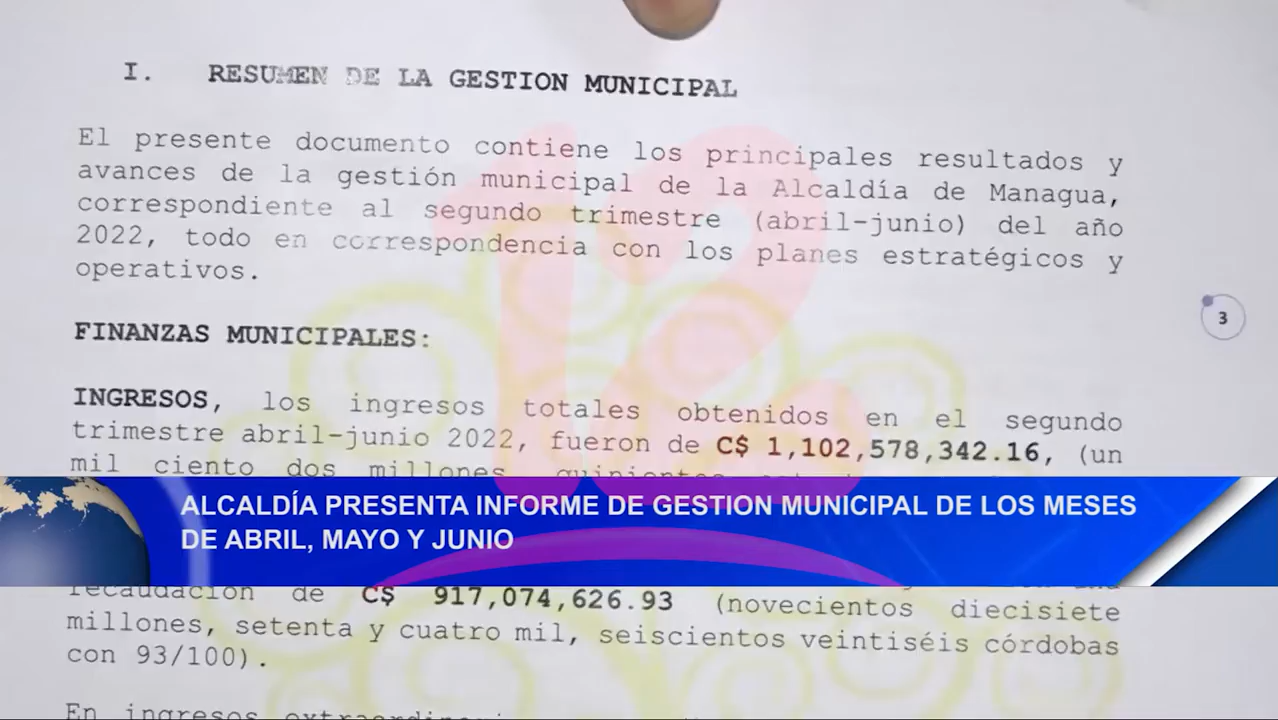 I. RESUMEN DE LA GESTION MUNICIPAL
El presente documento contiene los principales resultados y
avances de la gestión municipal de la Alcaldía de Managua,
correspondiente al segundo trimestre (abril-junio) del año
2022, todo en correspondencia con los planes estratégicos y
operativos.
3
FINANZAS MUNICIPALES:
INGRESOS, los ingresos totales obtenidos en el segundo
trimestre abril-junio 2022, fueron de C$ 1,102,578,342.16, (un
mil ciento dos millones, quinientos
ALCALDÍA PRESENTA INFORME DE GESTION MUNICIPAL DE LOS MESES
DE ABRIL, MAYO Y JUNIO
recaudación de C$ 917,074,626.93 (novecientos diecisiete
millones, setenta y cuatro mil, seiscientos veintiséis córdobas
con 93/100).
En ingresos
12